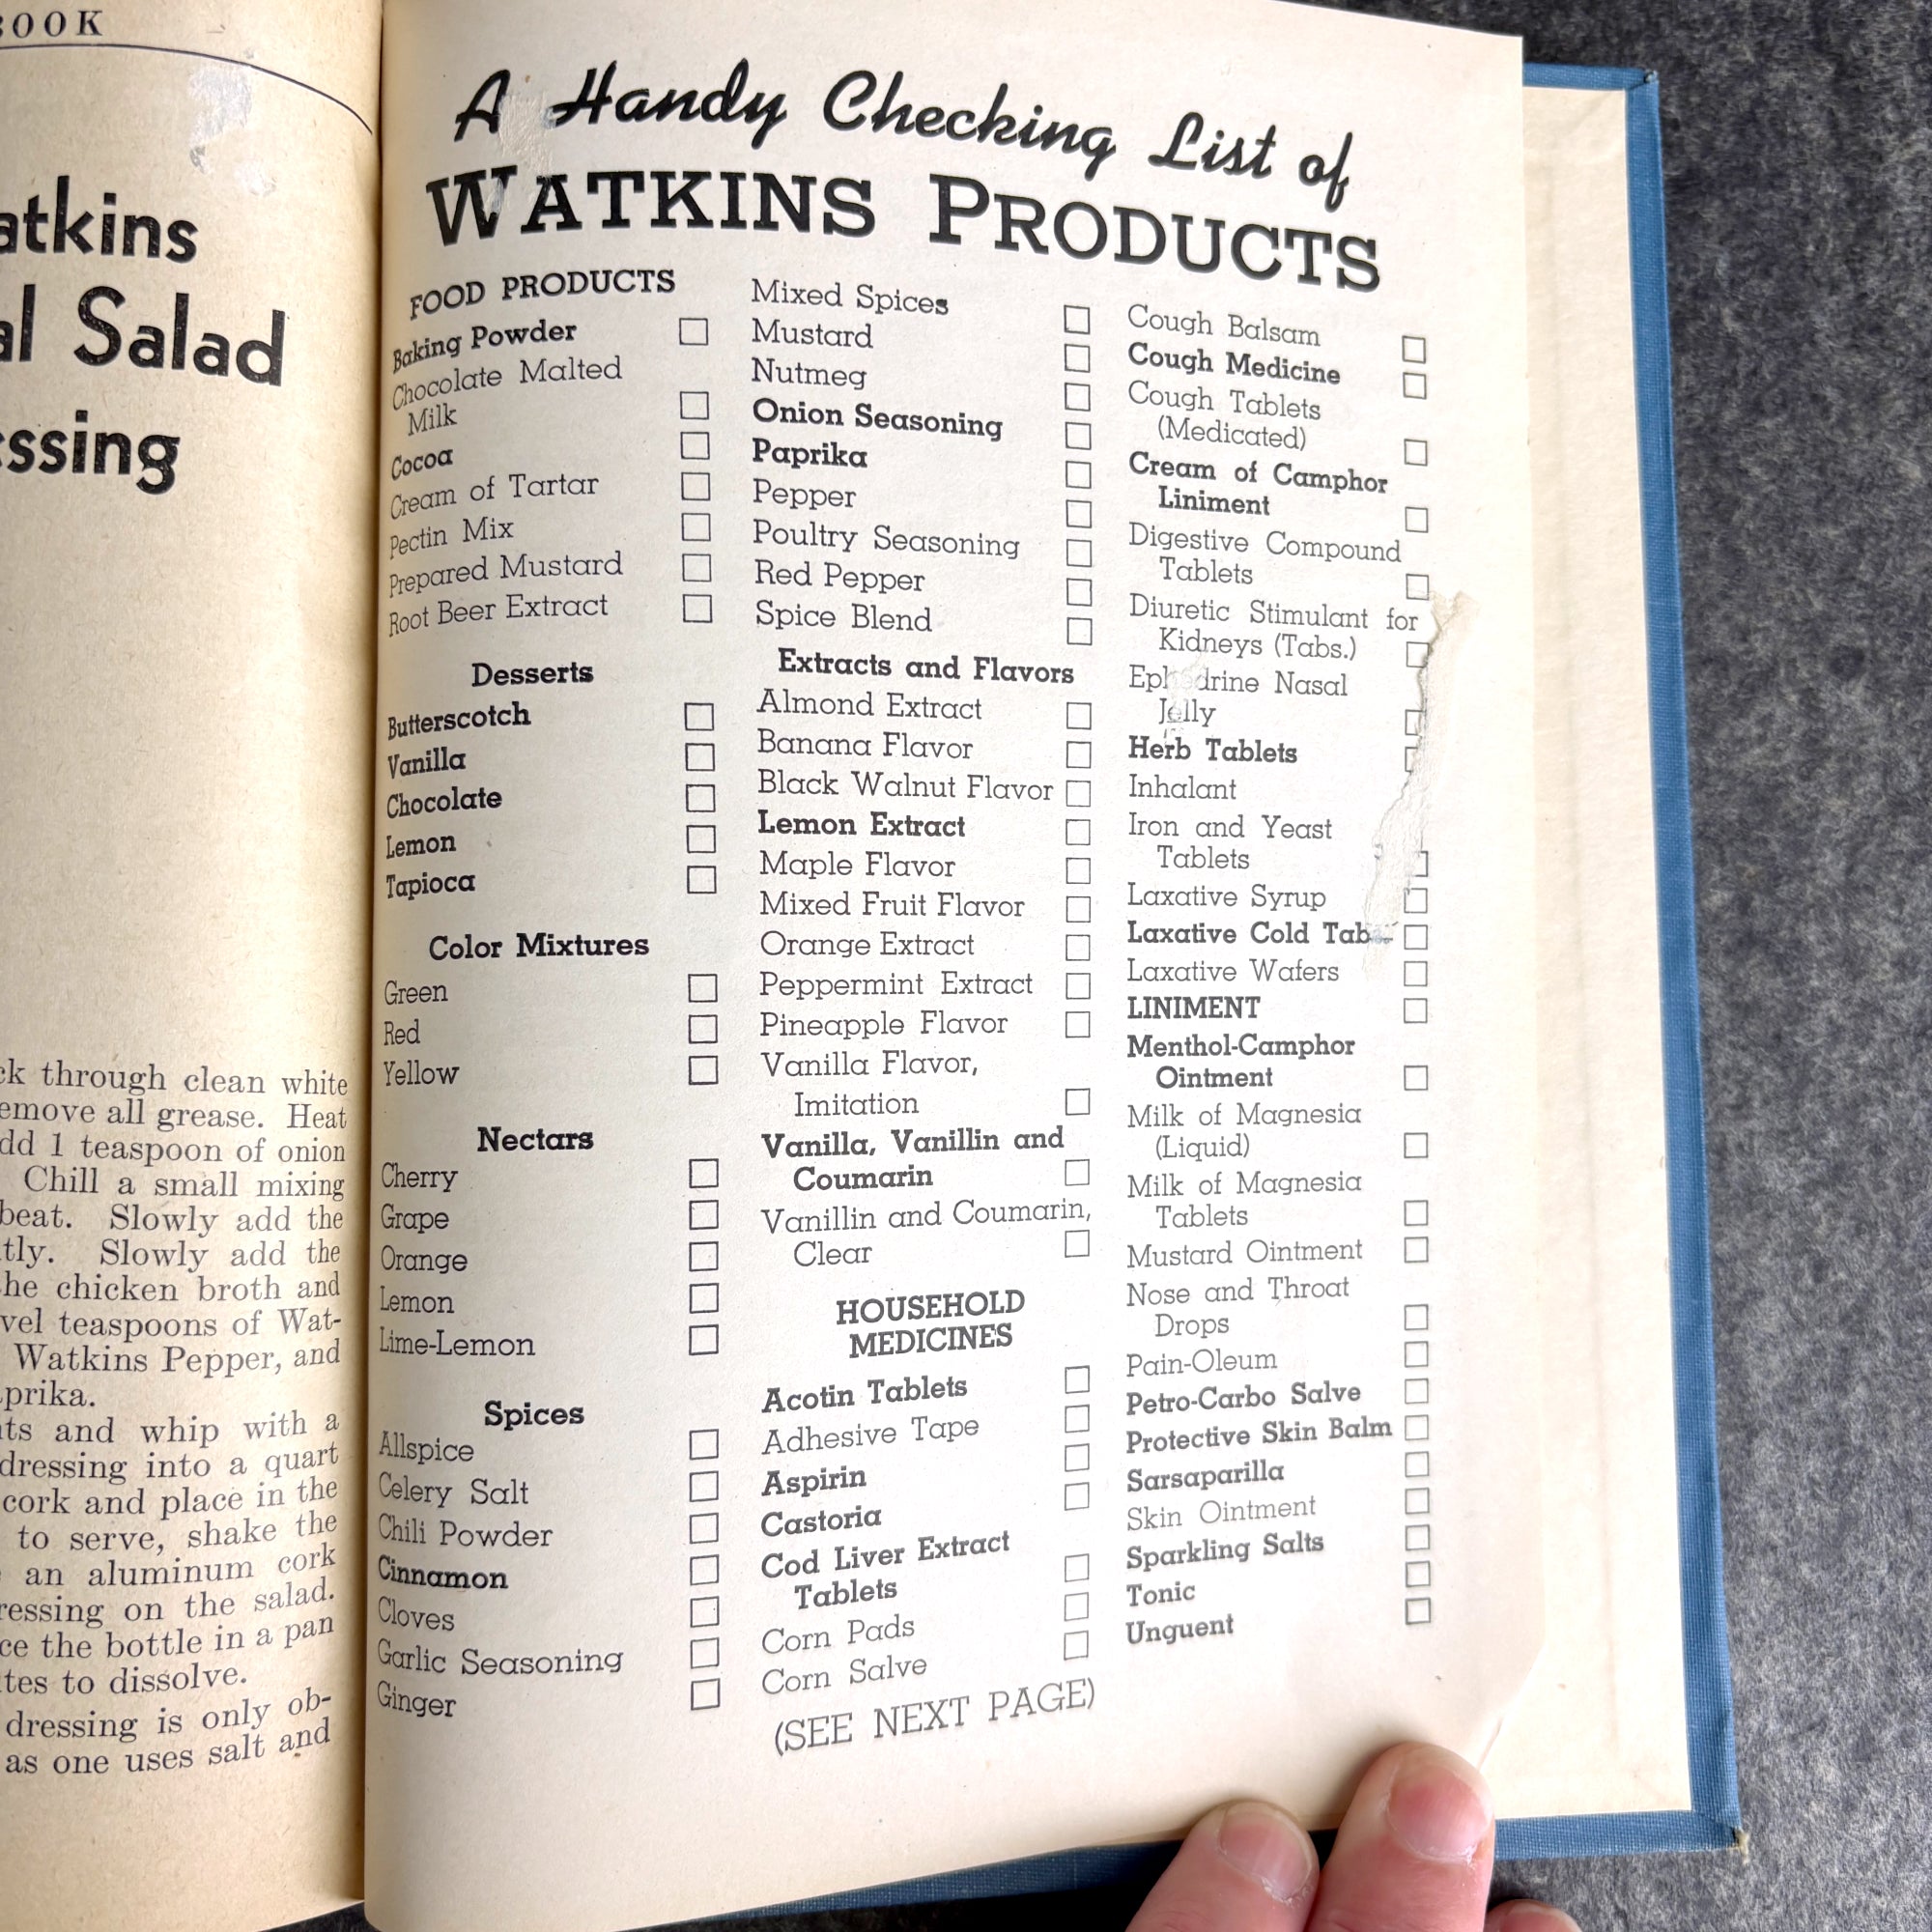 BOOK
atkins
al Salad
ssing
ck through clean white
emove all grease. Heat
dd 1 teaspoon of onion
Chill a small mixing
beat. Slowly add the
tly. Slowly add the
he chicken broth and
vel teaspoons of Wat-
Watkins Pepper, and
prika.
ts and whip with a
dressing into a quart
cork and place in the
to serve, shake the
an aluminum cork
ressing on the salad.
ce the bottle in a pan
tes to dissolve.
dressing is only ob-
as one uses salt and
A Handy Checking List of
WATKINS PRODUCTS
FOOD PRODUCTS
Baking Powder
Chocolate Malted
Milk
Cocoa
Cream of Tartar
Pectin Mix
Prepared Mustard
Root Beer Extract
Desserts
Butterscotch
Vanilla
Chocolate
Lemon
Tapioca
Color Mixtures
Green
Red
Yellow
Nectars
Cherry
Grape
Orange
Lemon
Lime-Lemon
Spices
Allspice
Celery Salt
Chili Powder
Cinnamon
Cloves
Garlic Seasoning
Ginger
Mixed Spices
Mustard
Nutmeg
Onion Seasoning
Paprika
Pepper
Poultry Seasoning
Red Pepper
Spice Blend
Extracts and Flavors
Almond Extract
Banana Flavor
Black Walnut Flavor
Lemon Extract
Maple Flavor
Mixed Fruit Flavor
Orange Extract
Peppermint Extract
Pineapple Flavor
Vanilla Flavor,
Imitation
Vanilla, Vanillin and
Coumarin
Vanillin and Coumarin,
Clear
HOUSEHOLD
MEDICINES
Acotin Tablets
Adhesive Tape
Aspirin
Castoria
Cod Liver Extract
Tablets
Corn Pads
Corn Salve
(SEE NEXT PAGE)
Cough Balsam
Cough Medicine
Cough Tablets
(Medicated)
Cream of Camphor
Liniment
Digestive Compound
Tablets
Diuretic Stimulant for
Kidneys (Tabs.)
Ephedrine Nasal
Jelly
Herb Tablets
Inhalant
Iron and Yeast
Tablets
Laxative Syrup
Laxative Cold Tab
Laxative Wafers
LINIMENT
Menthol-Camphor
Ointment
Milk of Magnesia
(Liquid)
Milk of Magnesia
Tablets
Mustard Ointment
Nose and Throat
Drops
Pain-Oleum
Petro-Carbo Salve
Protective Skin Balm
Sarsaparilla
Skin Ointment
Sparkling Salts
Tonic
Unguent